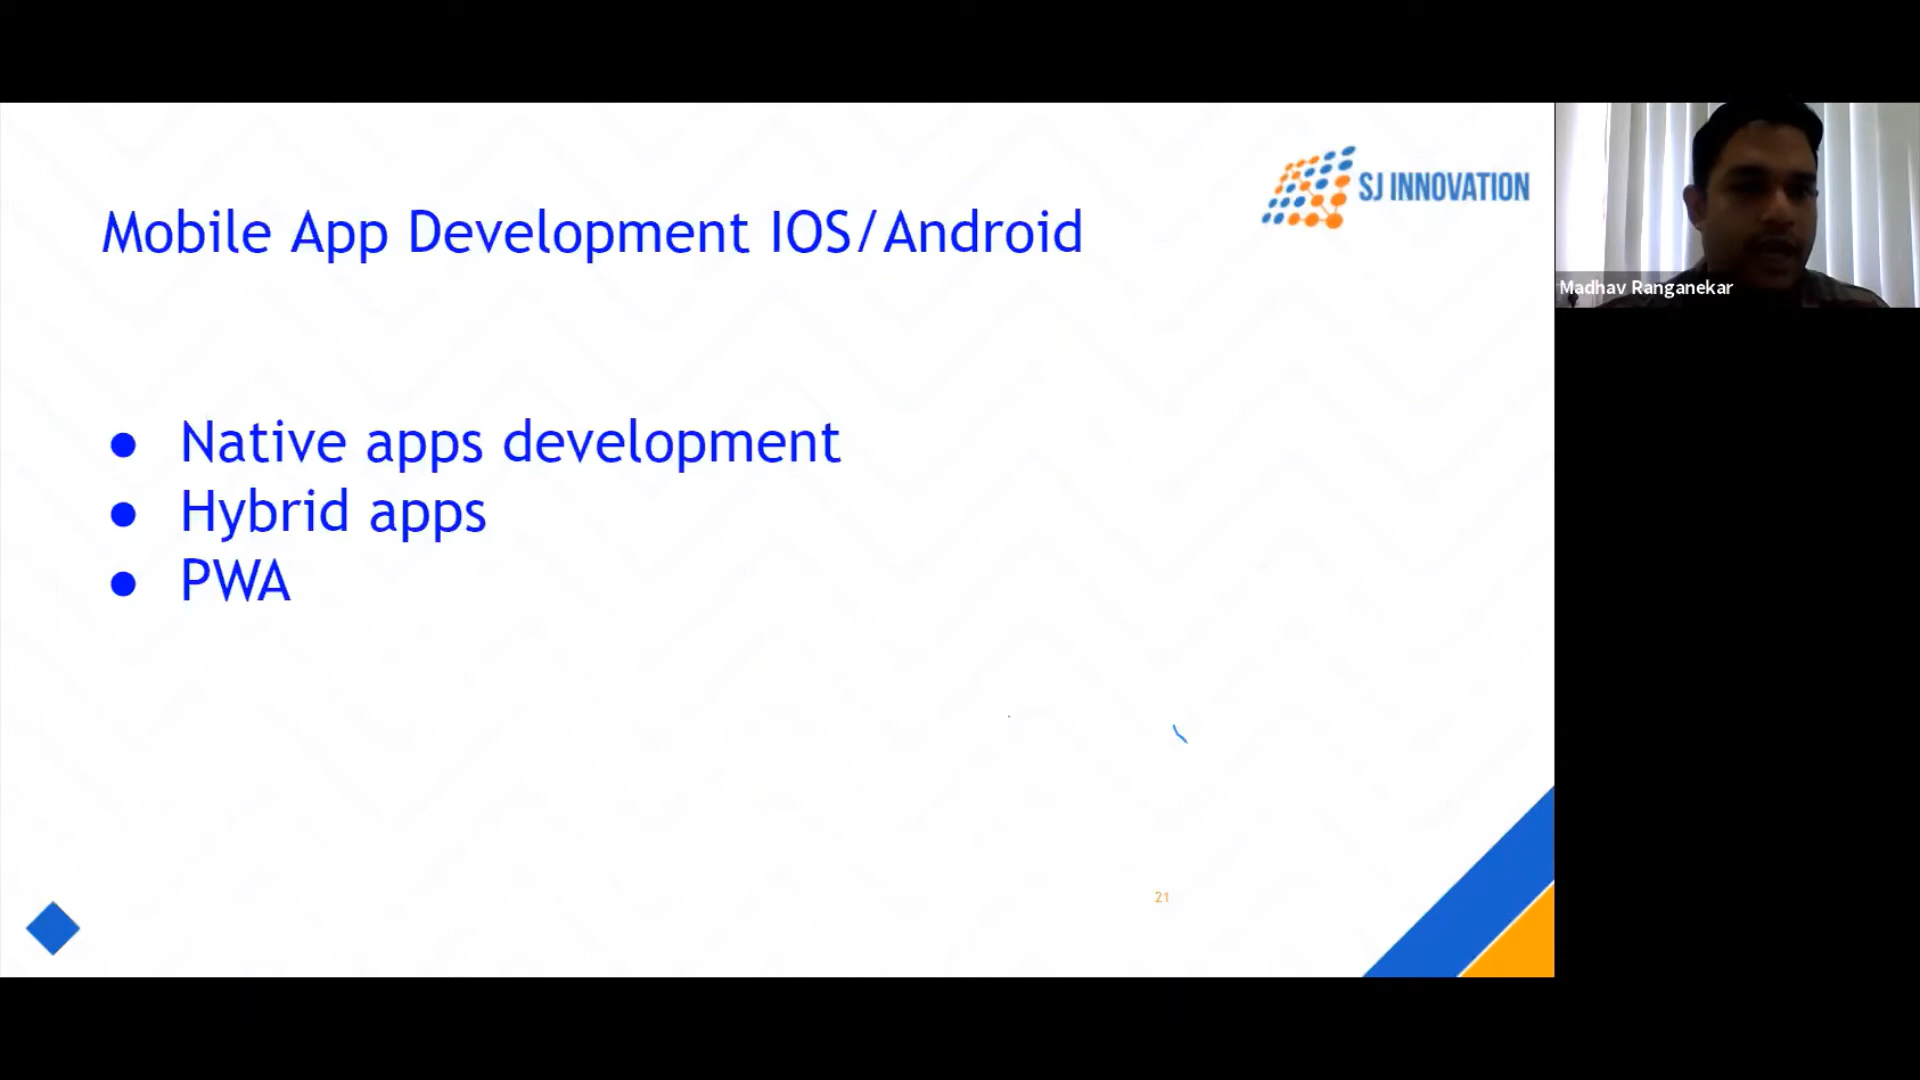 SJ INNOVATION
Mobile App Development IOS/Android
● Native apps development
● Hybrid apps
● PWA
21
Madhav Ranganekar